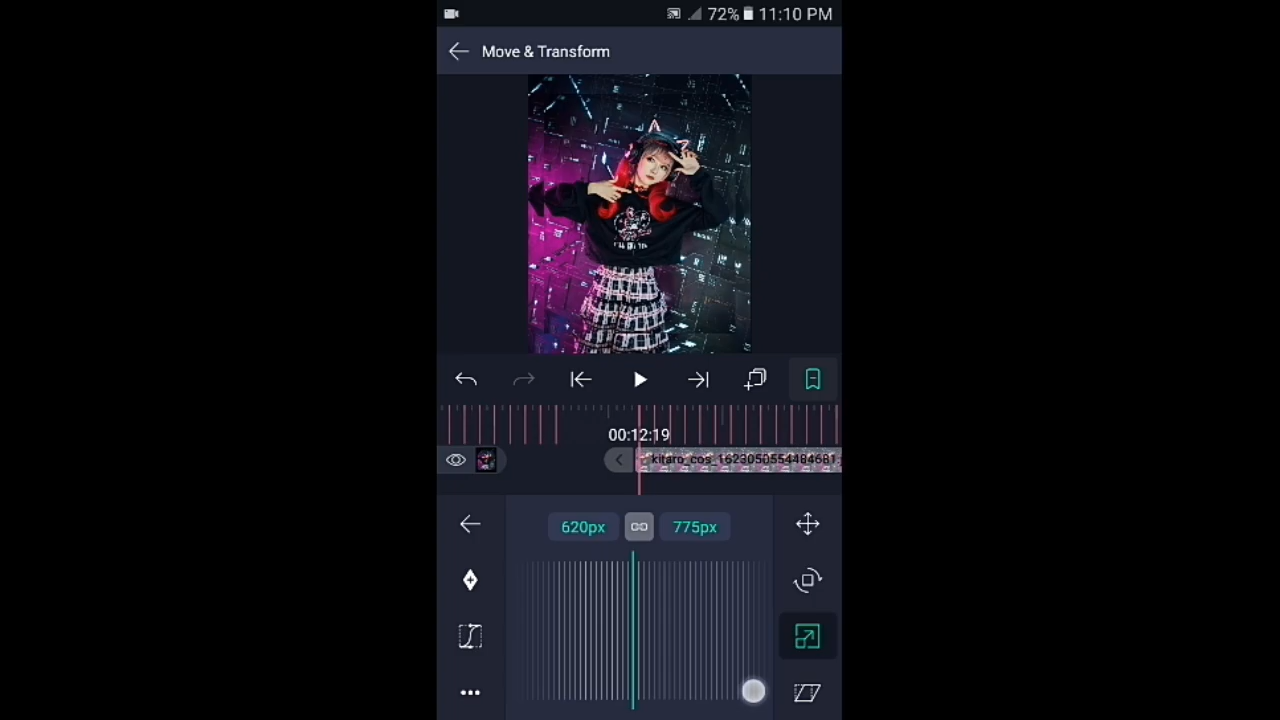 72% 11:10 PM
Move & Transform
00:12:19
kitaro_cos_1623050554484681.
620px 775px